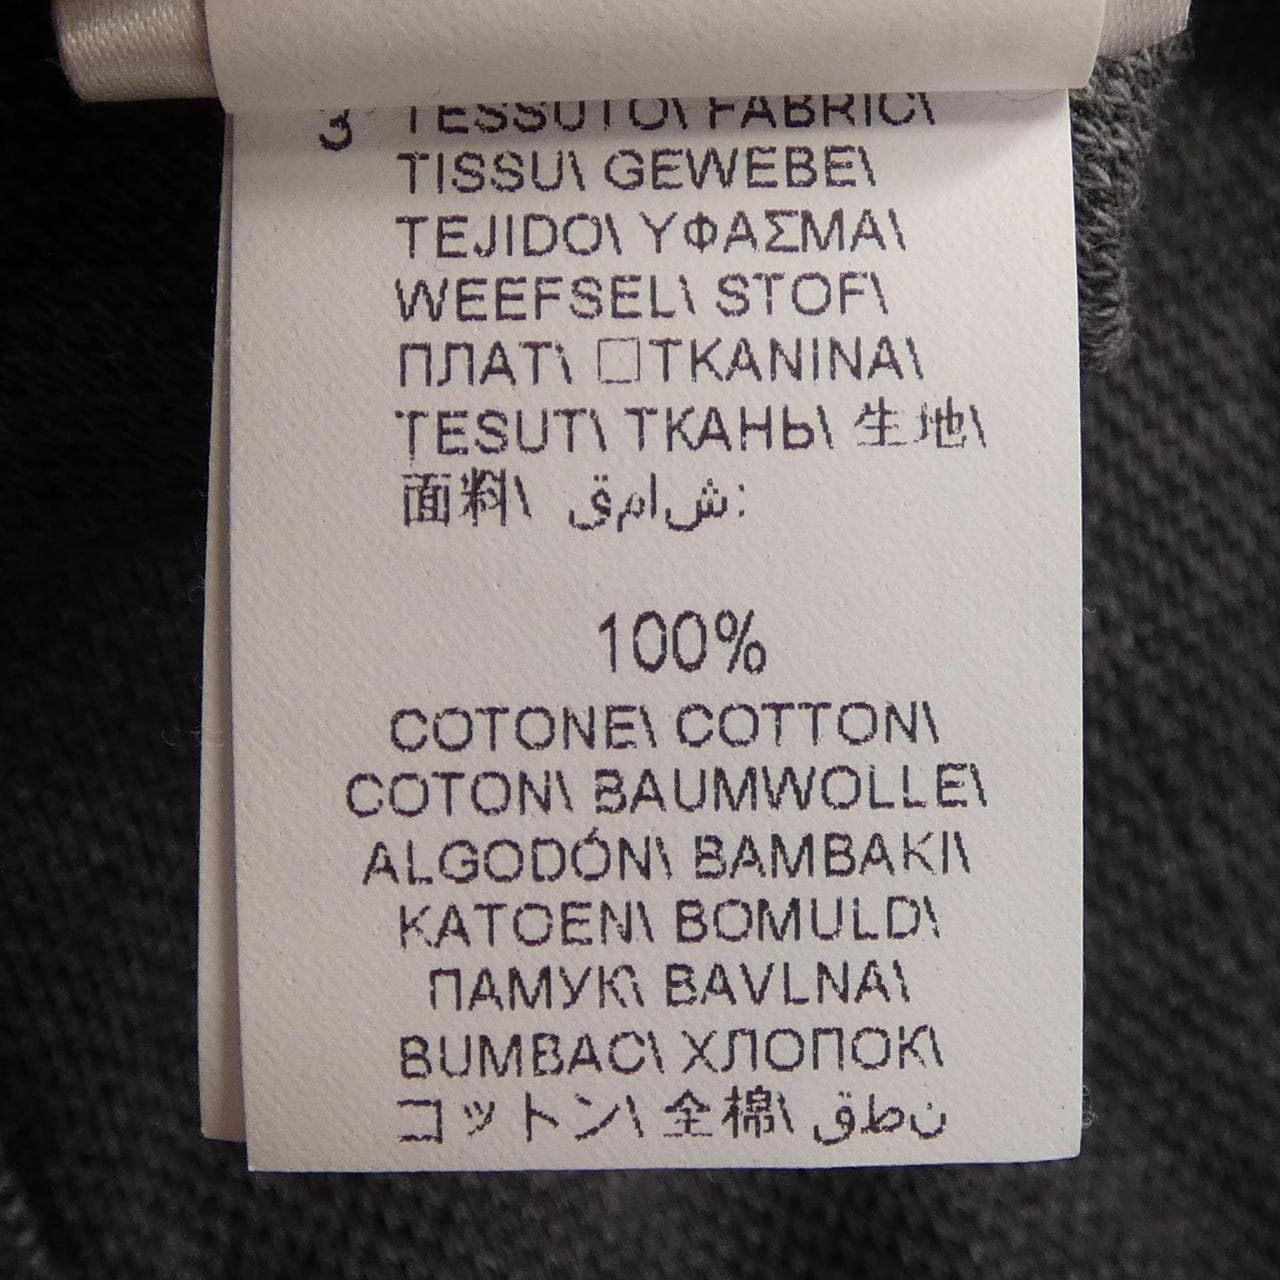 3 TESSUTO\ FABRIC\
TISSU\ GEWEBE\
TEJIDO\ ΥΦΑΣΜΑ\
WEEFSEL\ STOF\
ПЛАТ\ □TKANINA\
TESUT\ ТКАНЬ\ 生地\
面料\ قماش:
100%
COTONE\ COTTON\
COTON\ BAUMWOLLE\
ALGODÓN\ BAMBAKI\
KATOEN\ BOMULD\
ПАМУК\ BAVLNA\
BUMBAC\ ХЛОПОК\
コットン\ 全棉\ قطن